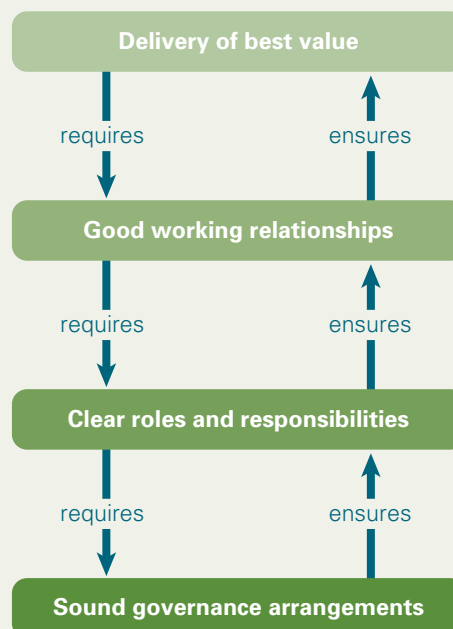 Delivery of best value
requires ensures
Good working relationships
requires ensures
Clear roles and responsibilities
requires ensures
Sound governance arrangements